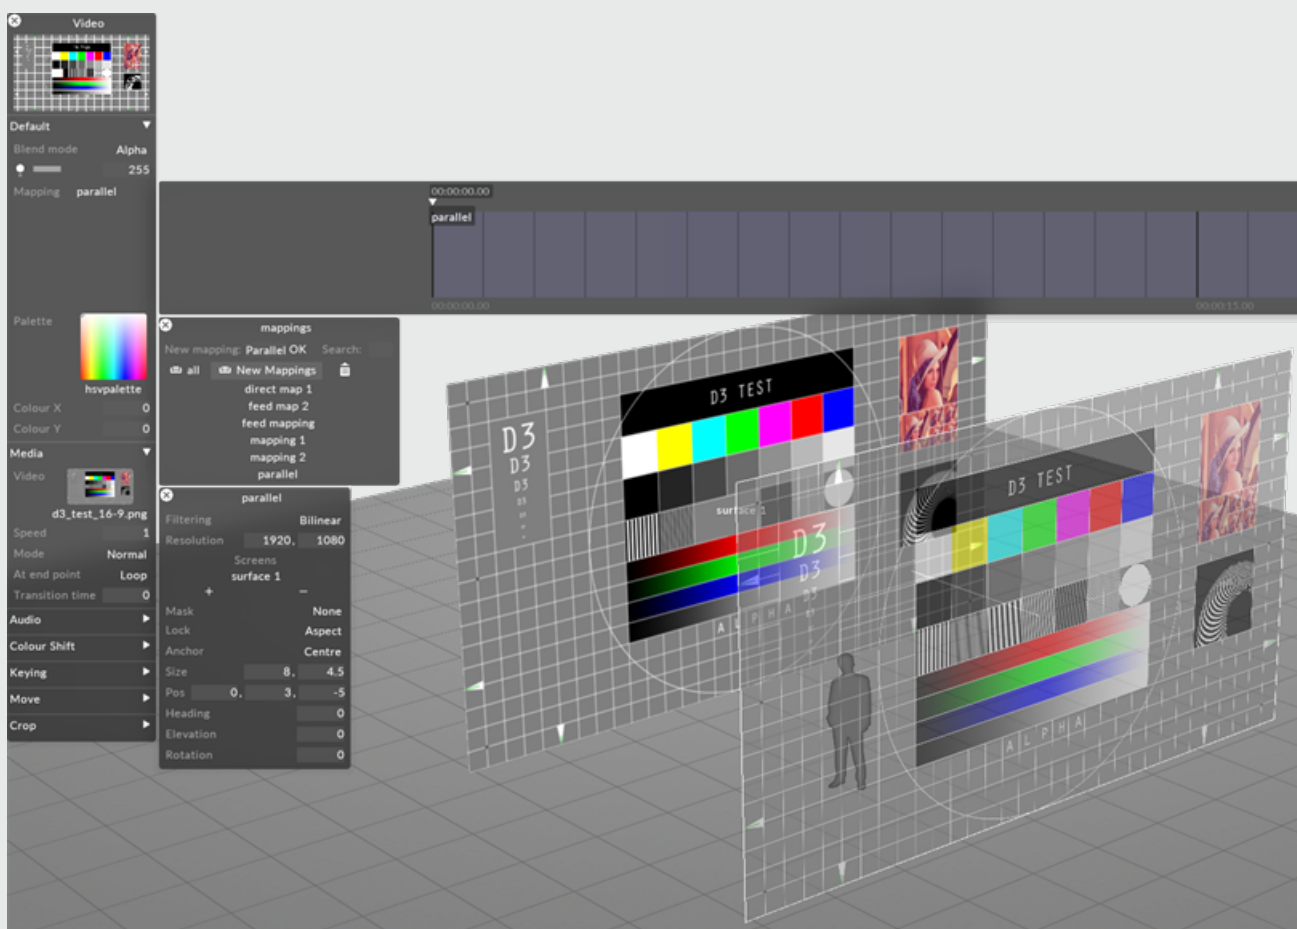 Video
Default
Blend mode Alpha
255
Mapping parallel
Palette
hsvpalette
Colour X 0
Colour Y 0
Media
Video
d3_test_16-9.png
Speed 1
Mode Normal
At end point Loop
Transition time 0
Audio
Colour Shift
Keying
Move
Crop
00:00:00.00
parallel
00:00:00.00 00:00:15.00
mappings
New mapping: Parallel OK Search:
all New Mappings
direct map 1
feed map 2
feed mapping
mapping 1
mapping 2
parallel
parallel
Filtering Bilinear
Resolution 1920, 1080
Screens
surface 1
+ −
Mask None
Lock Aspect
Anchor Centre
Size 8, 4.5
Pos 0, 3, -5
Heading 0
Elevation 0
Rotation 0
D3 TEST
D3
D3
D3
D3
surface 1
ALPHA
D3 TEST
D3
D3
D3
D3
ALPHA